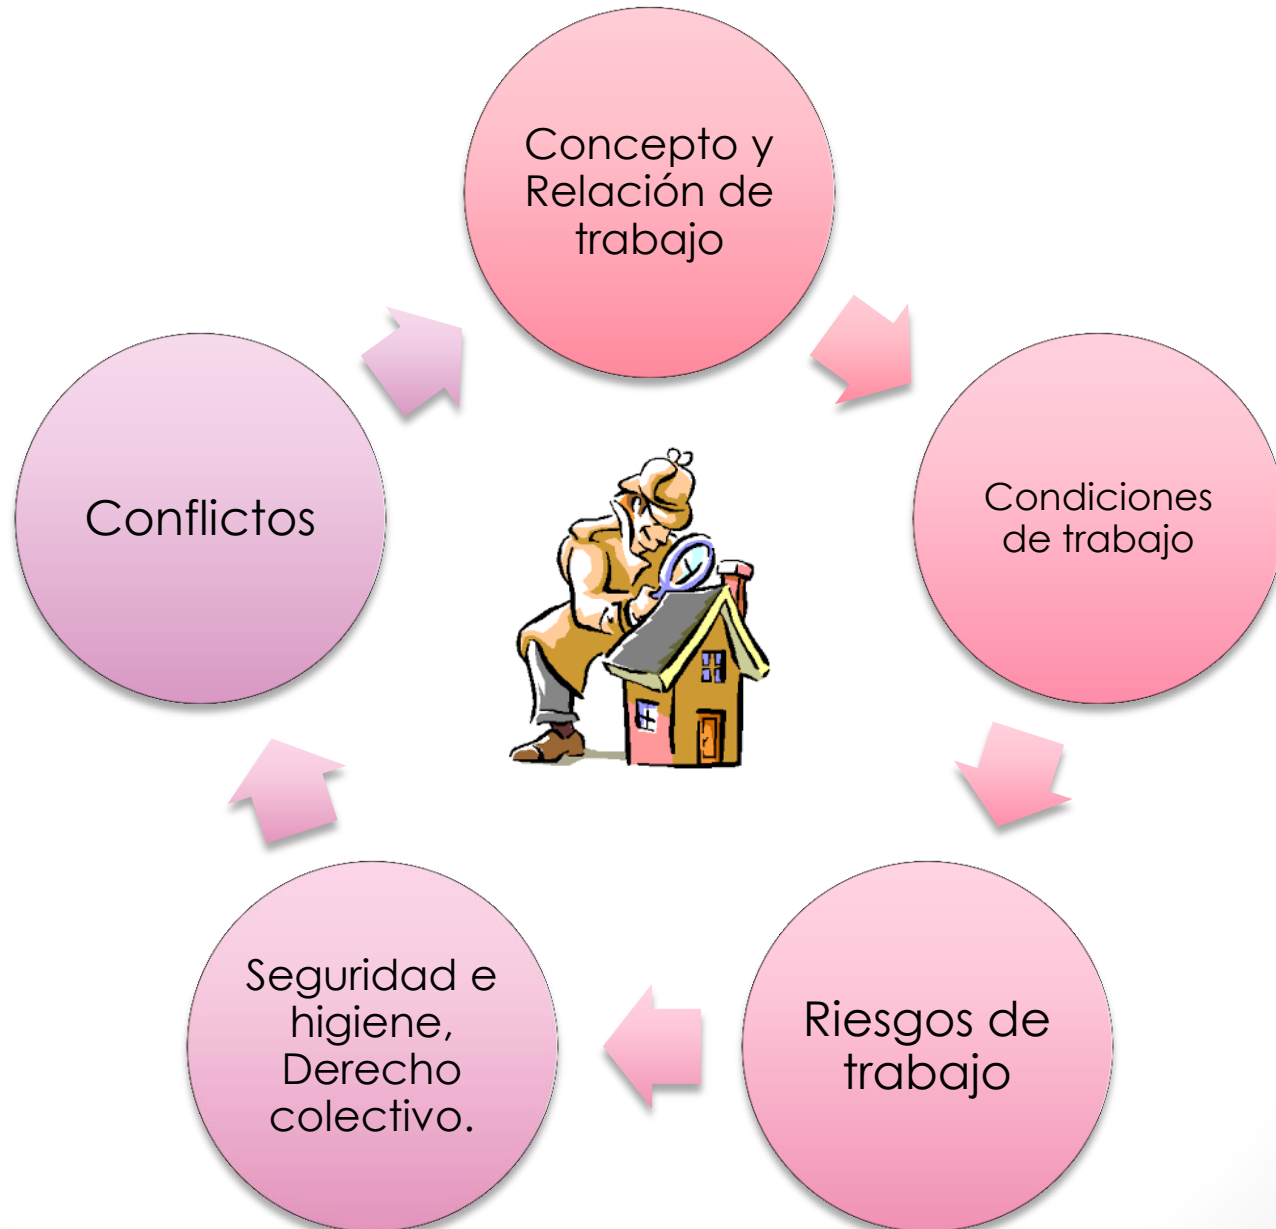 Concepto y
Relación de
trabajo
Condiciones
de trabajo
Riesgos de
trabajo
Seguridad e
higiene,
Derecho
colectivo.
Conflictos